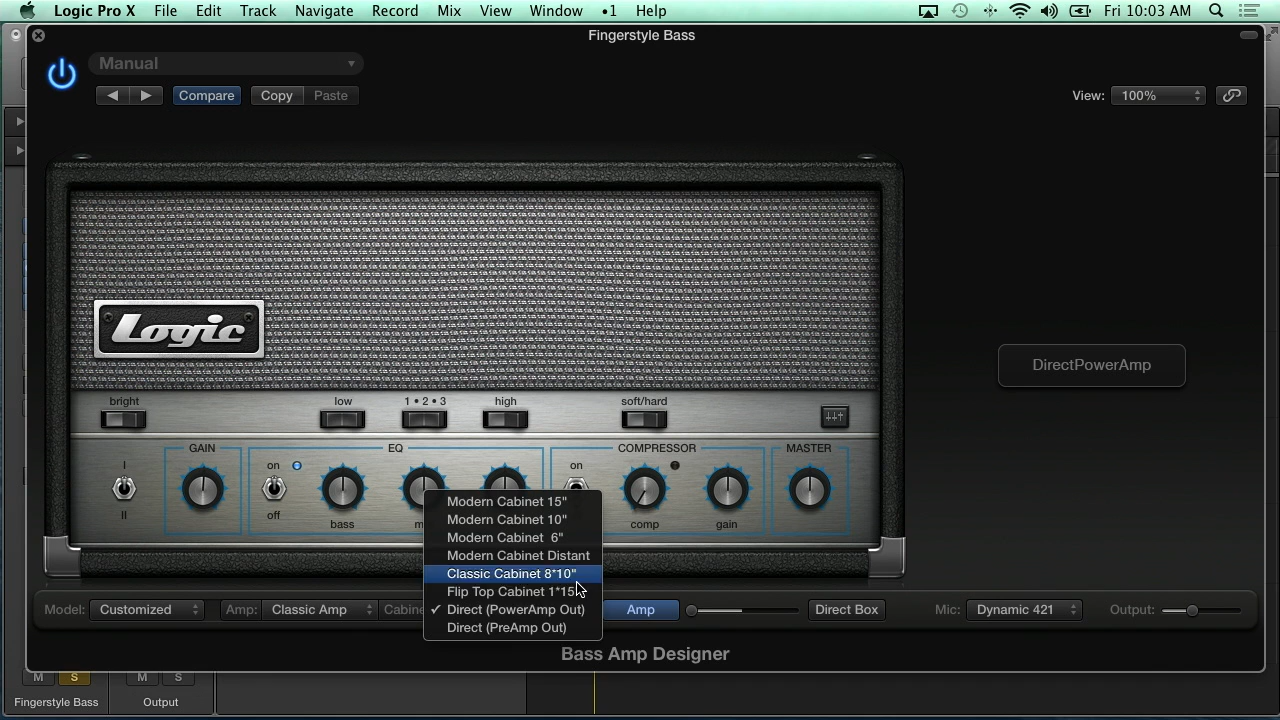 Logic Pro X File Edit Track Navigate Record Mix View Window •1 Help Fri 10:03 AM
Fingerstyle Bass
Manual
Compare Copy Paste View: 100%
Logic
DirectPowerAmp
bright low 1 • 2 • 3 high soft/hard
GAIN EQ COMPRESSOR MASTER
I on on
II off bass comp gain
Modern Cabinet 15"
Modern Cabinet 10"
Modern Cabinet 6"
Modern Cabinet Distant
Classic Cabinet 8*10"
Flip Top Cabinet 1*15
✓ Direct (PowerAmp Out)
Direct (PreAmp Out)
Model: Customized Amp: Classic Amp Cabine Amp Direct Box Mic: Dynamic 421 Output:
Bass Amp Designer
M S M S
Fingerstyle Bass Output